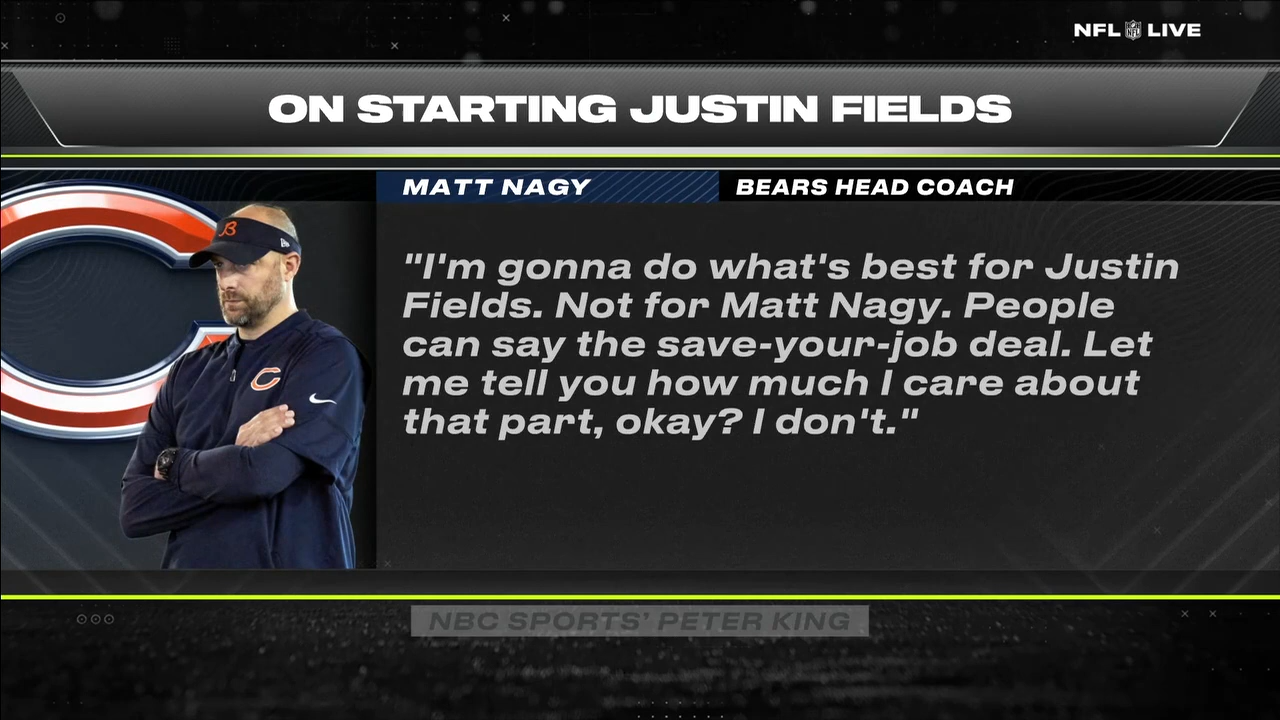 NFL LIVE
ON STARTING JUSTIN FIELDS
MATT NAGY
BEARS HEAD COACH
"I'm gonna do what's best for Justin
Fields. Not for Matt Nagy. People
can say the save-your-job deal. Let
me tell you how much I care about
that part, okay? I don't."
NBC SPORTS' PETER KING